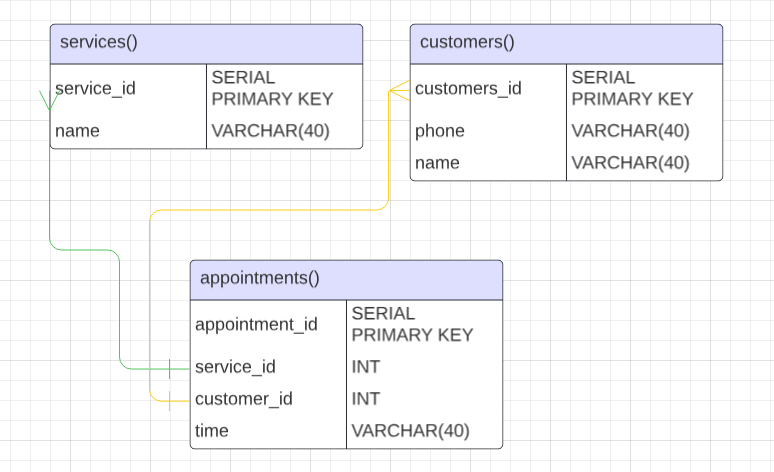 services()
service_id SERIAL
PRIMARY KEY
name VARCHAR(40)
customers()
customers_id SERIAL
PRIMARY KEY
phone VARCHAR(40)
name VARCHAR(40)
appointments()
appointment_id SERIAL
PRIMARY KEY
service_id INT
customer_id INT
time VARCHAR(40)